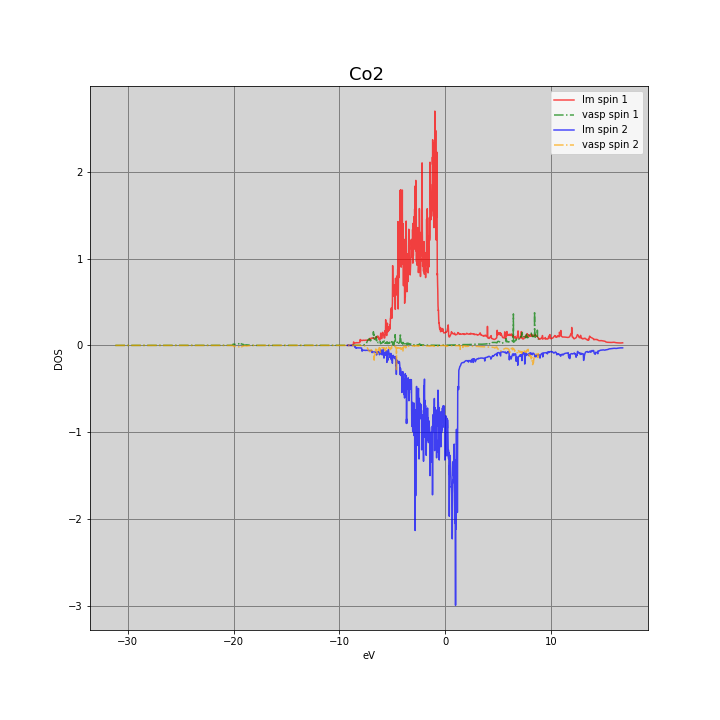 Co2
lm spin 1
vasp spin 1
lm spin 2
vasp spin 2
2
1
0
−1
−2
−3
DOS
−30
−20
−10
0
10
eV